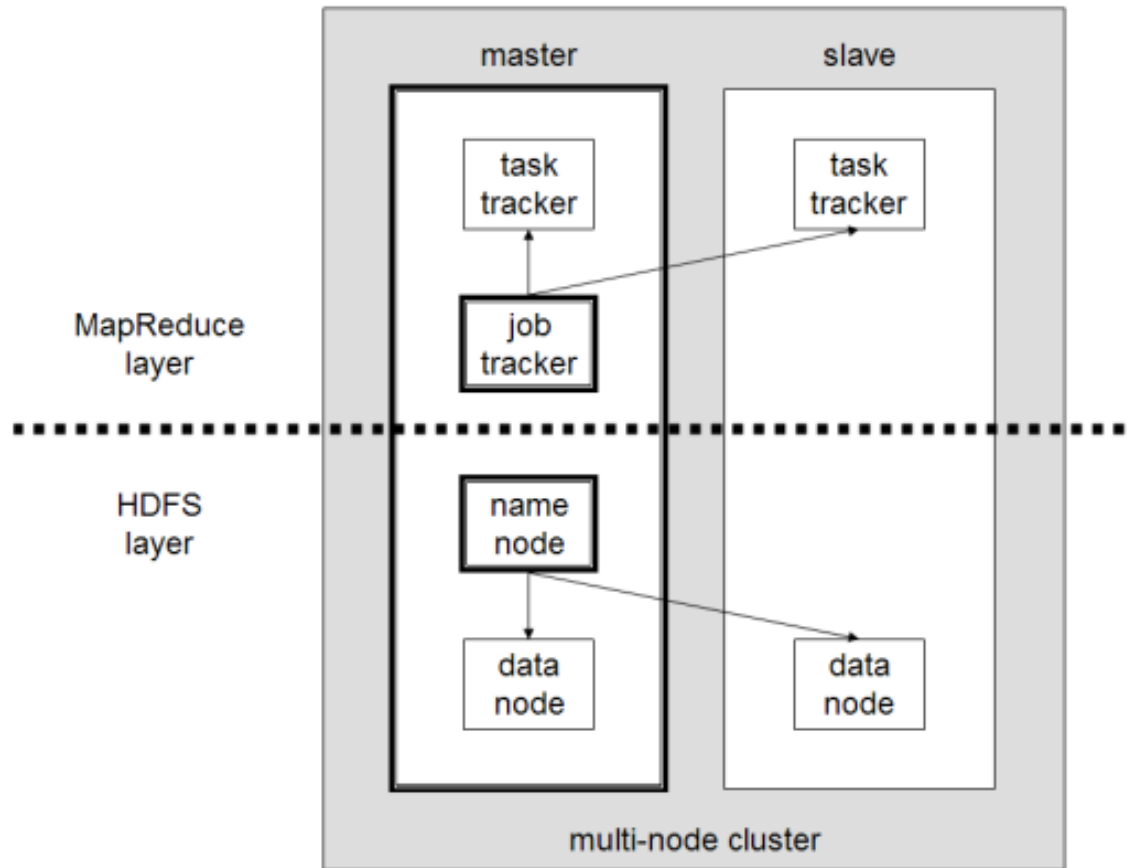 master
slave
task
tracker
task
tracker
MapReduce
layer
job
tracker
HDFS
layer
name
node
data
node
data
node
multi-node cluster